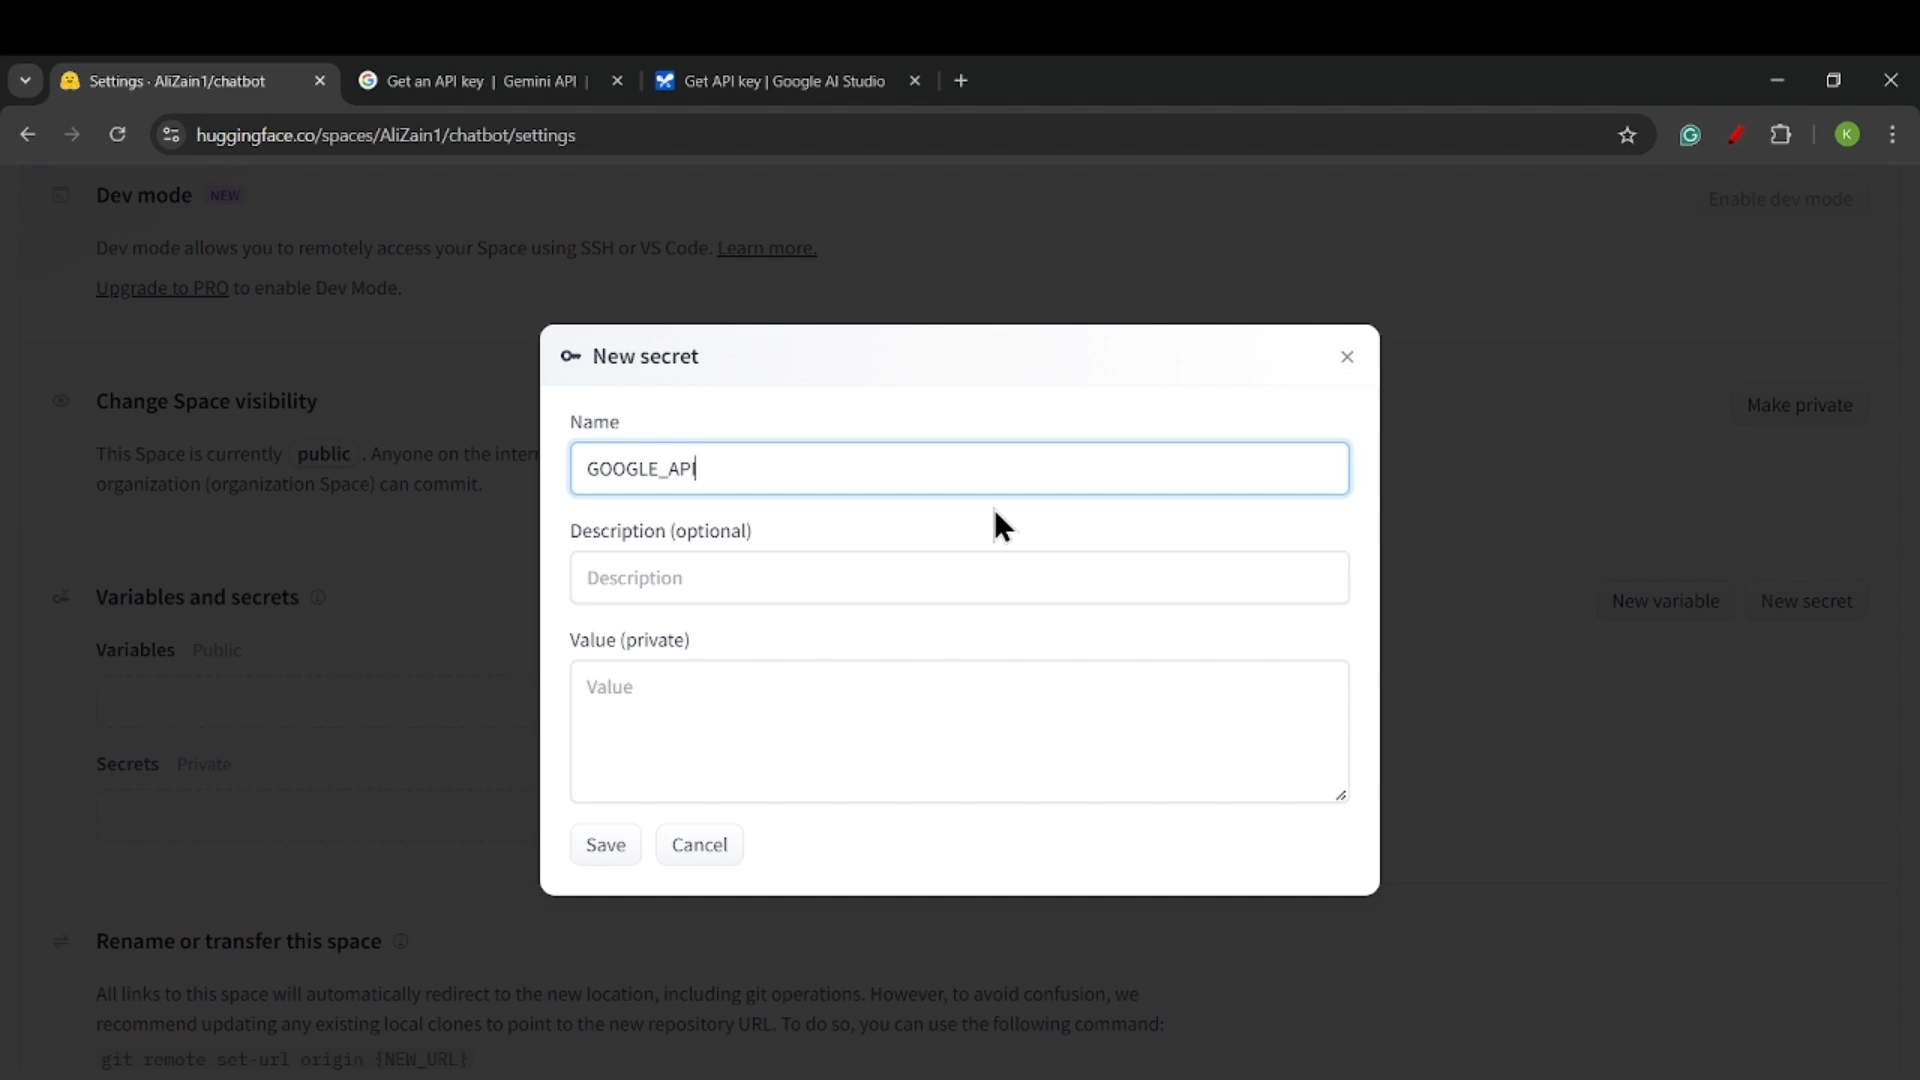 Settings · AliZain1/chatbot
Get an API key | Gemini API |
Get API key | Google AI Studio
huggingface.co/spaces/AliZain1/chatbot/settings
K
Dev mode NEW
Enable dev mode
Dev mode allows you to remotely access your Space using SSH or VS Code. Learn more.
Upgrade to PRO to enable Dev Mode.
New secret
Name
GOOGLE_API
Description (optional)
Description
Value (private)
Value
Save
Cancel
Change Space visibility
Make private
This Space is currently public . Anyone on the inter
organization (organization Space) can commit.
Variables and secrets
New variable
New secret
Variables Public
Secrets Private
Rename or transfer this space
All links to this space will automatically redirect to the new location, including git operations. However, to avoid confusion, we
recommend updating any existing local clones to point to the new repository URL. To do so, you can use the following command:
git remote set-url origin {NEW_URL}